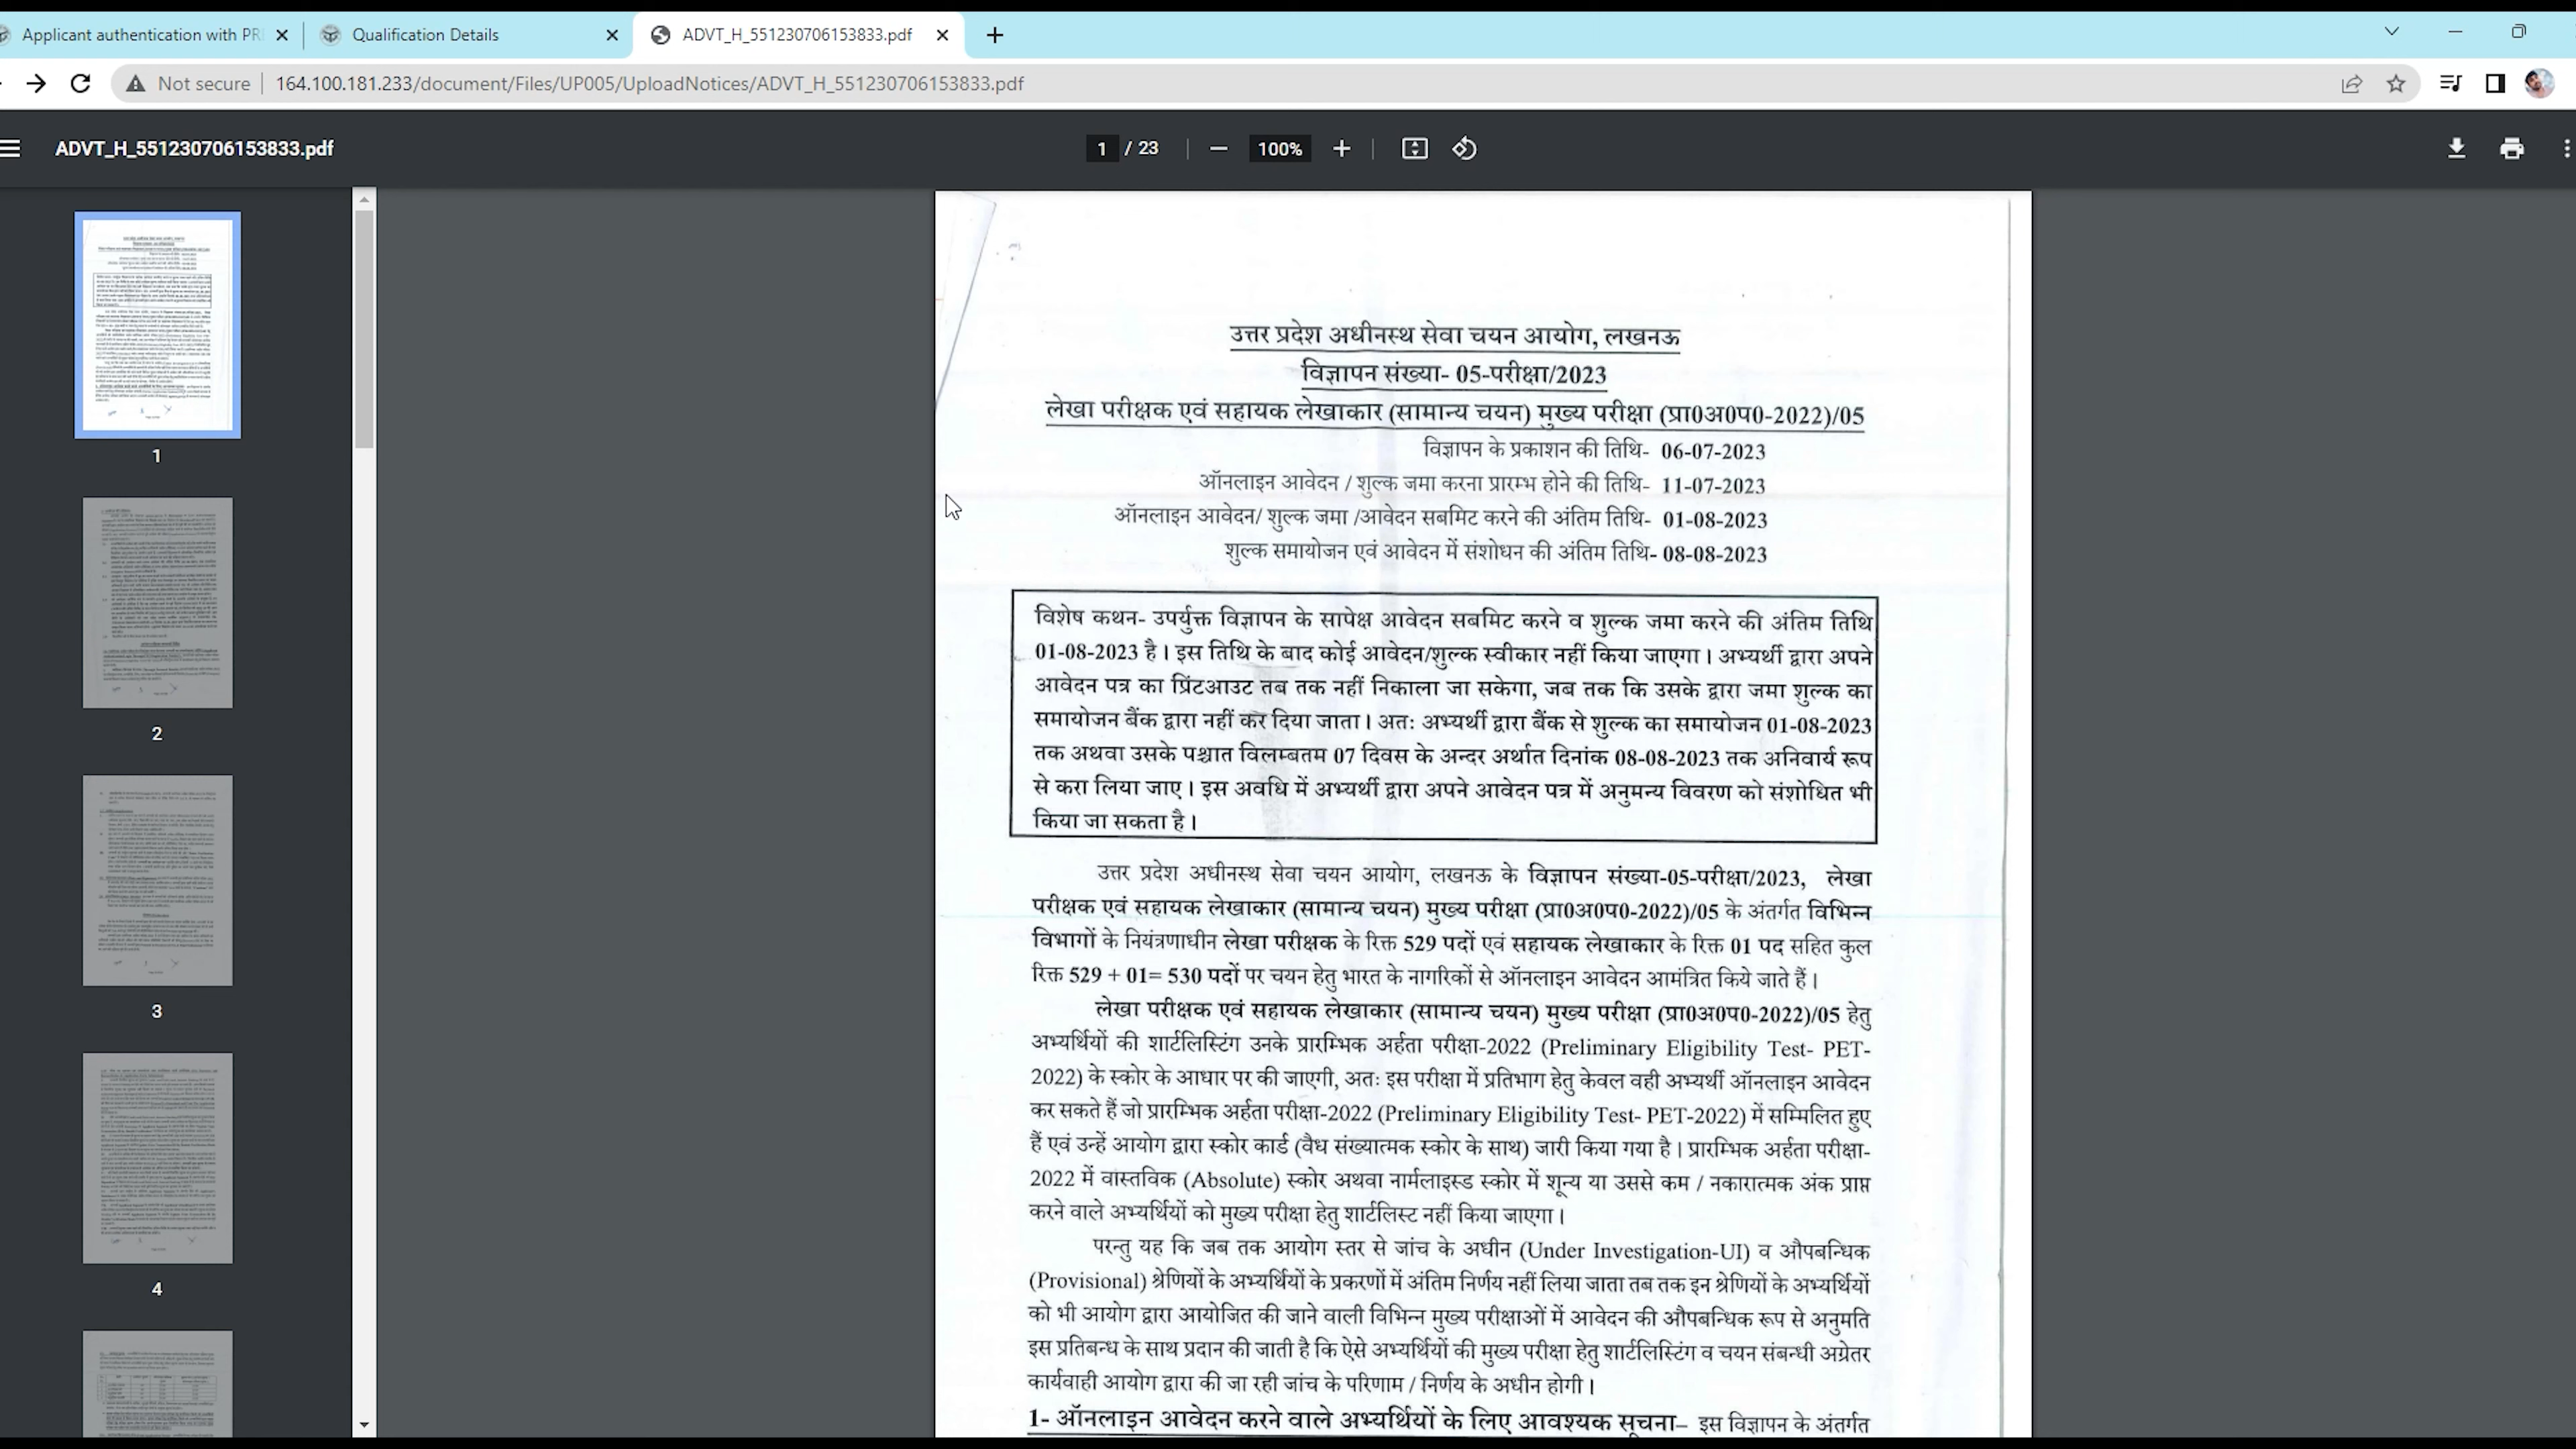 Applicant authentication with PR
Qualification Details
ADVT_H_551230706153833.pdf
Not secure
164.100.181.233/document/Files/UP005/UploadNotices/ADVT_H_551230706153833.pdf
ADVT_H_551230706153833.pdf
1 / 23
100%
1
2
3
4
उत्तर प्रदेश अधीनस्थ सेवा चयन आयोग, लखनऊ
विज्ञापन संख्या- 05-परीक्षा/2023
लेखा परीक्षक एवं सहायक लेखाकार (सामान्य चयन) मुख्य परीक्षा (प्रा0अ0प0-2022)/05
विज्ञापन के प्रकाशन की तिथि- 06-07-2023
ऑनलाइन आवेदन / शुल्क जमा करना प्रारम्भ होने की तिथि- 11-07-2023
ऑनलाइन आवेदन/ शुल्क जमा /आवेदन सबमिट करने की अंतिम तिथि- 01-08-2023
शुल्क समायोजन एवं आवेदन में संशोधन की अंतिम तिथि- 08-08-2023
विशेष कथन- उपर्युक्त विज्ञापन के सापेक्ष आवेदन सबमिट करने व शुल्क जमा करने की अंतिम तिथि
01-08-2023 है। इस तिथि के बाद कोई आवेदन/शुल्क स्वीकार नहीं किया जाएगा। अभ्यर्थी द्वारा अपने
आवेदन पत्र का प्रिंटआउट तब तक नहीं निकाला जा सकेगा, जब तक कि उसके द्वारा जमा शुल्क का
समायोजन बैंक द्वारा नहीं कर दिया जाता। अतः अभ्यर्थी द्वारा बैंक से शुल्क का समायोजन 01-08-2023
तक अथवा उसके पश्चात विलम्बतम 07 दिवस के अन्दर अर्थात दिनांक 08-08-2023 तक अनिवार्य रूप
से करा लिया जाए। इस अवधि में अभ्यर्थी द्वारा अपने आवेदन पत्र में अनुमन्य विवरण को संशोधित भी
किया जा सकता है।
उत्तर प्रदेश अधीनस्थ सेवा चयन आयोग, लखनऊ के विज्ञापन संख्या-05-परीक्षा/2023, लेखा
परीक्षक एवं सहायक लेखाकार (सामान्य चयन) मुख्य परीक्षा (प्रा0अ0प0-2022)/05 के अंतर्गत विभिन्न
विभागों के नियंत्रणाधीन लेखा परीक्षक के रिक्त 529 पदों एवं सहायक लेखाकार के रिक्त 01 पद सहित कुल
रिक्त 529 + 01= 530 पदों पर चयन हेतु भारत के नागरिकों से ऑनलाइन आवेदन आमंत्रित किये जाते हैं।
लेखा परीक्षक एवं सहायक लेखाकार (सामान्य चयन) मुख्य परीक्षा (प्रा0अ0प0-2022)/05 हेतु
अभ्यर्थियों की शार्टलिस्टिंग उनके प्रारम्भिक अर्हता परीक्षा-2022 (Preliminary Eligibility Test- PET-
2022) के स्कोर के आधार पर की जाएगी, अतः इस परीक्षा में प्रतिभाग हेतु केवल वही अभ्यर्थी ऑनलाइन आवेदन
कर सकते हैं जो प्रारम्भिक अर्हता परीक्षा-2022 (Preliminary Eligibility Test- PET-2022) में सम्मिलित हुए
हैं एवं उन्हें आयोग द्वारा स्कोर कार्ड (वैध संख्यात्मक स्कोर के साथ) जारी किया गया है। प्रारम्भिक अर्हता परीक्षा-
2022 में वास्तविक (Absolute) स्कोर अथवा नार्मलाइस्ड स्कोर में शून्य या उससे कम / नकारात्मक अंक प्राप्त
करने वाले अभ्यर्थियों को मुख्य परीक्षा हेतु शार्टलिस्ट नहीं किया जाएगा।
परन्तु यह कि जब तक आयोग स्तर से जांच के अधीन (Under Investigation-UI) व औपबन्धिक
(Provisional) श्रेणियों के अभ्यर्थियों के प्रकरणों में अंतिम निर्णय नहीं लिया जाता तब तक इन श्रेणियों के अभ्यर्थियों
को भी आयोग द्वारा आयोजित की जाने वाली विभिन्न मुख्य परीक्षाओं में आवेदन की औपबन्धिक रूप से अनुमति
इस प्रतिबन्ध के साथ प्रदान की जाती है कि ऐसे अभ्यर्थियों की मुख्य परीक्षा हेतु शार्टलिस्टिंग व चयन संबन्धी अग्रेतर
कार्यवाही आयोग द्वारा की जा रही जांच के परिणाम / निर्णय के अधीन होगी।
1- ऑनलाइन आवेदन करने वाले अभ्यर्थियों के लिए आवश्यक सूचना– इस विज्ञापन के अंतर्गत